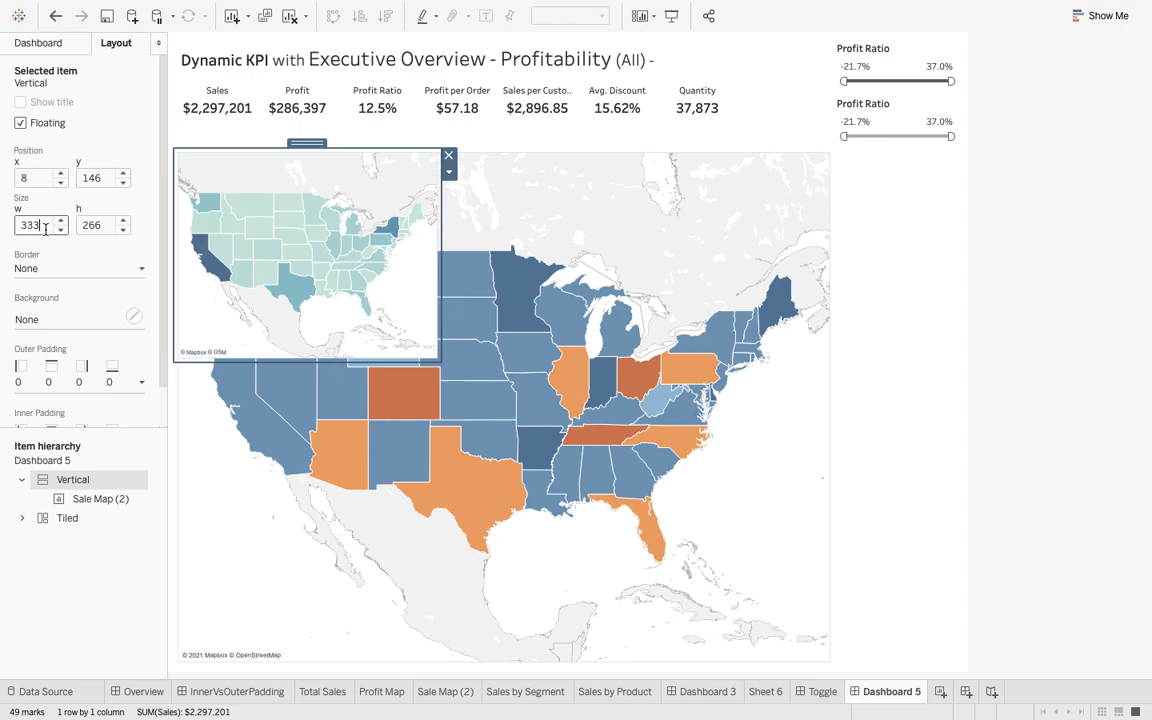 Show Me
Dashboard
Layout
Selected item
Vertical
Show title
Floating
Position
x
y
8
146
Size
w
h
333
266
Border
None
Background
None
Outer Padding
0
0
0
0
Inner Padding
Item hierarchy
Dashboard 5
Vertical
Sale Map (2)
Tiled
Dynamic KPI with Executive Overview - Profitability (All) -
Sales
Profit
Profit Ratio
Profit per Order
Sales per Custo..
Avg. Discount
Quantity
$2,297,201
$286,397
12.5%
$57.18
$2,896.85
15.62%
37,873
Profit Ratio
-21.7%
37.0%
Profit Ratio
-21.7%
37.0%
© Mapbox © OSM
© 2021 Mapbox © OpenStreetMap
Data Source
Overview
InnerVsOuterPadding
Total Sales
Profit Map
Sale Map (2)
Sales by Segment
Sales by Product
Dashboard 3
Sheet 6
Toggle
Dashboard 5
49 marks
1 row by 1 column
SUM(Sales): $2,297,201